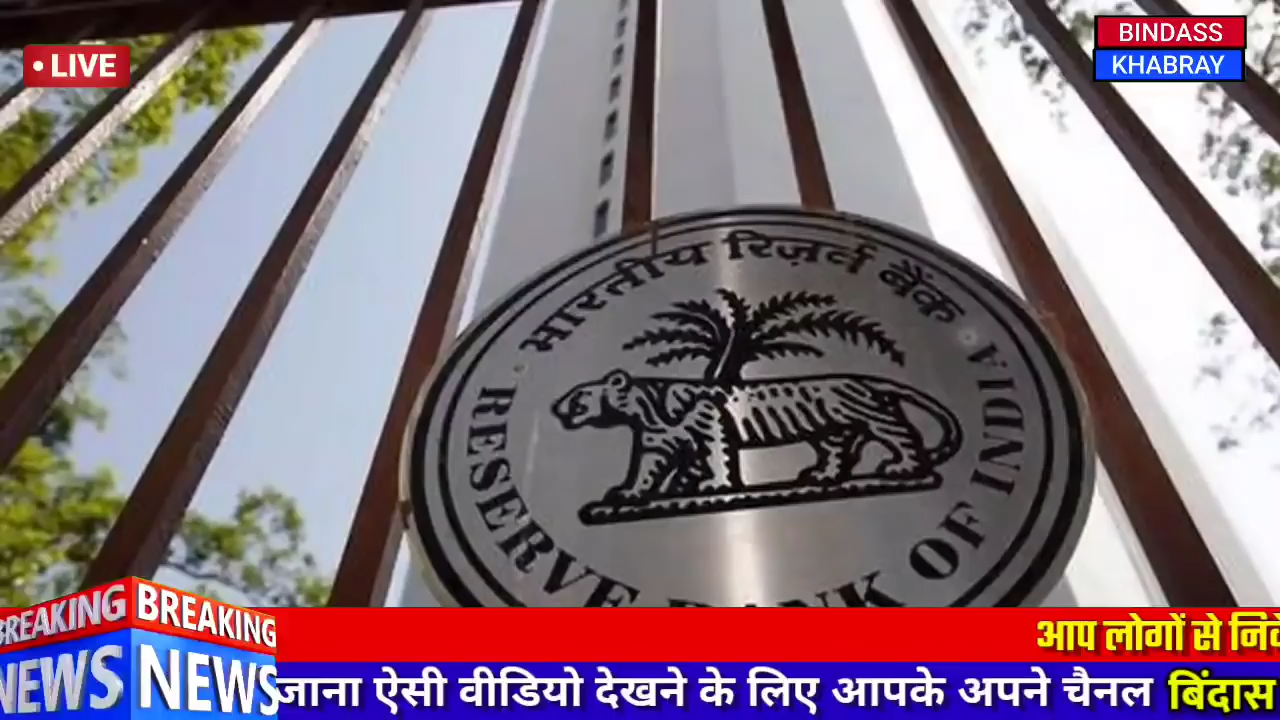 LIVE
BINDASS
KHABRAY
भारतीय रिज़र्व बैंक
RESERVE BANK OF INDIA
BREAKING BREAKING
NEWS NEWS
आप लोगों से
जाना ऐसी वीडियो देखने के लिए आपके अपने चैनल बिंदास